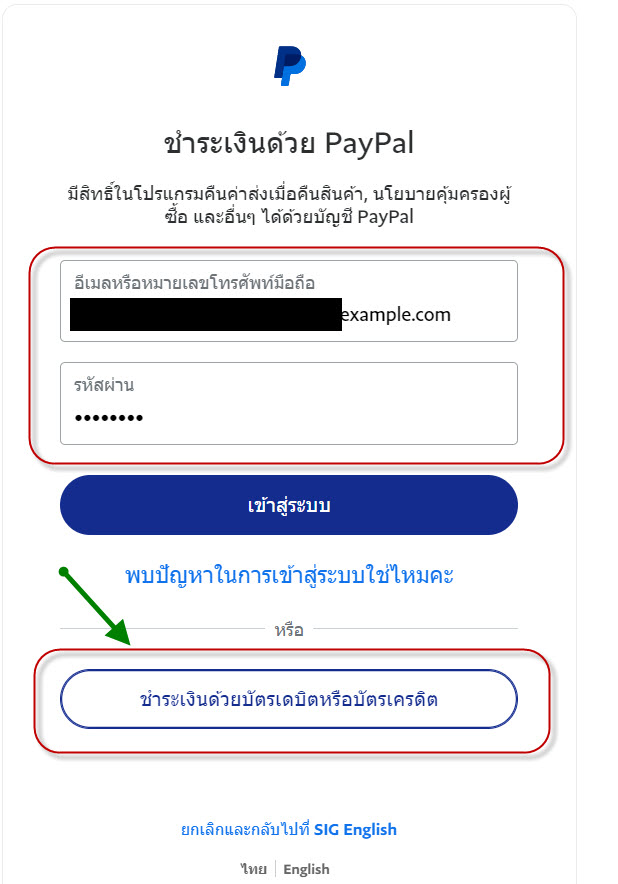 ชำระเงินด้วย PayPal
มีสิทธิ์ในโปรแกรมคืนค่าส่งเมื่อคืนสินค้า, นโยบายคุ้มครองผู้
ซื้อ และอื่นๆ ได้ด้วยบัญชี PayPal
อีเมลหรือหมายเลขโทรศัพท์มือถือ
example.com
รหัสผ่าน
••••••••
เข้าสู่ระบบ
พบปัญหาในการเข้าสู่ระบบใช่ไหมคะ
หรือ
ชำระเงินด้วยบัตรเดบิตหรือบัตรเครดิต
ยกเลิกและกลับไปที่ SIG English
ไทย English